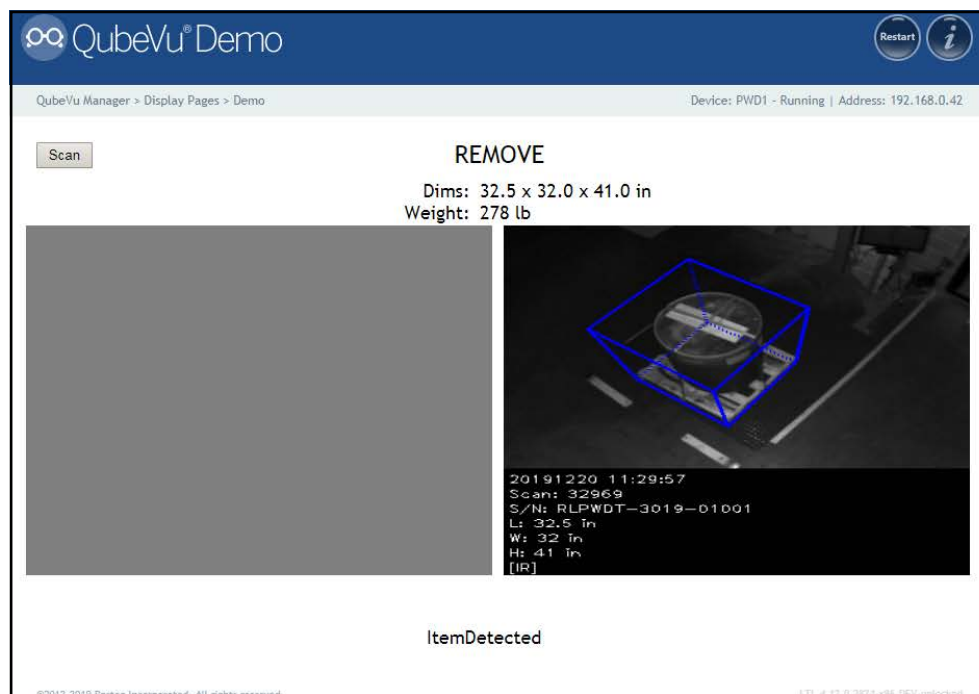 QubeVu® Demo
Restart
i
QubeVu Manager > Display Pages > Demo
Device: PWD1 - Running | Address: 192.168.0.42
Scan
REMOVE
Dims: 32.5 x 32.0 x 41.0 in
Weight: 278 lb
20191220 11:29:57
Scan: 32969
S/N: RLPWDT-3019-01001
L: 32.5 in
W: 32 in
H: 41 in
[IR]
ItemDetected